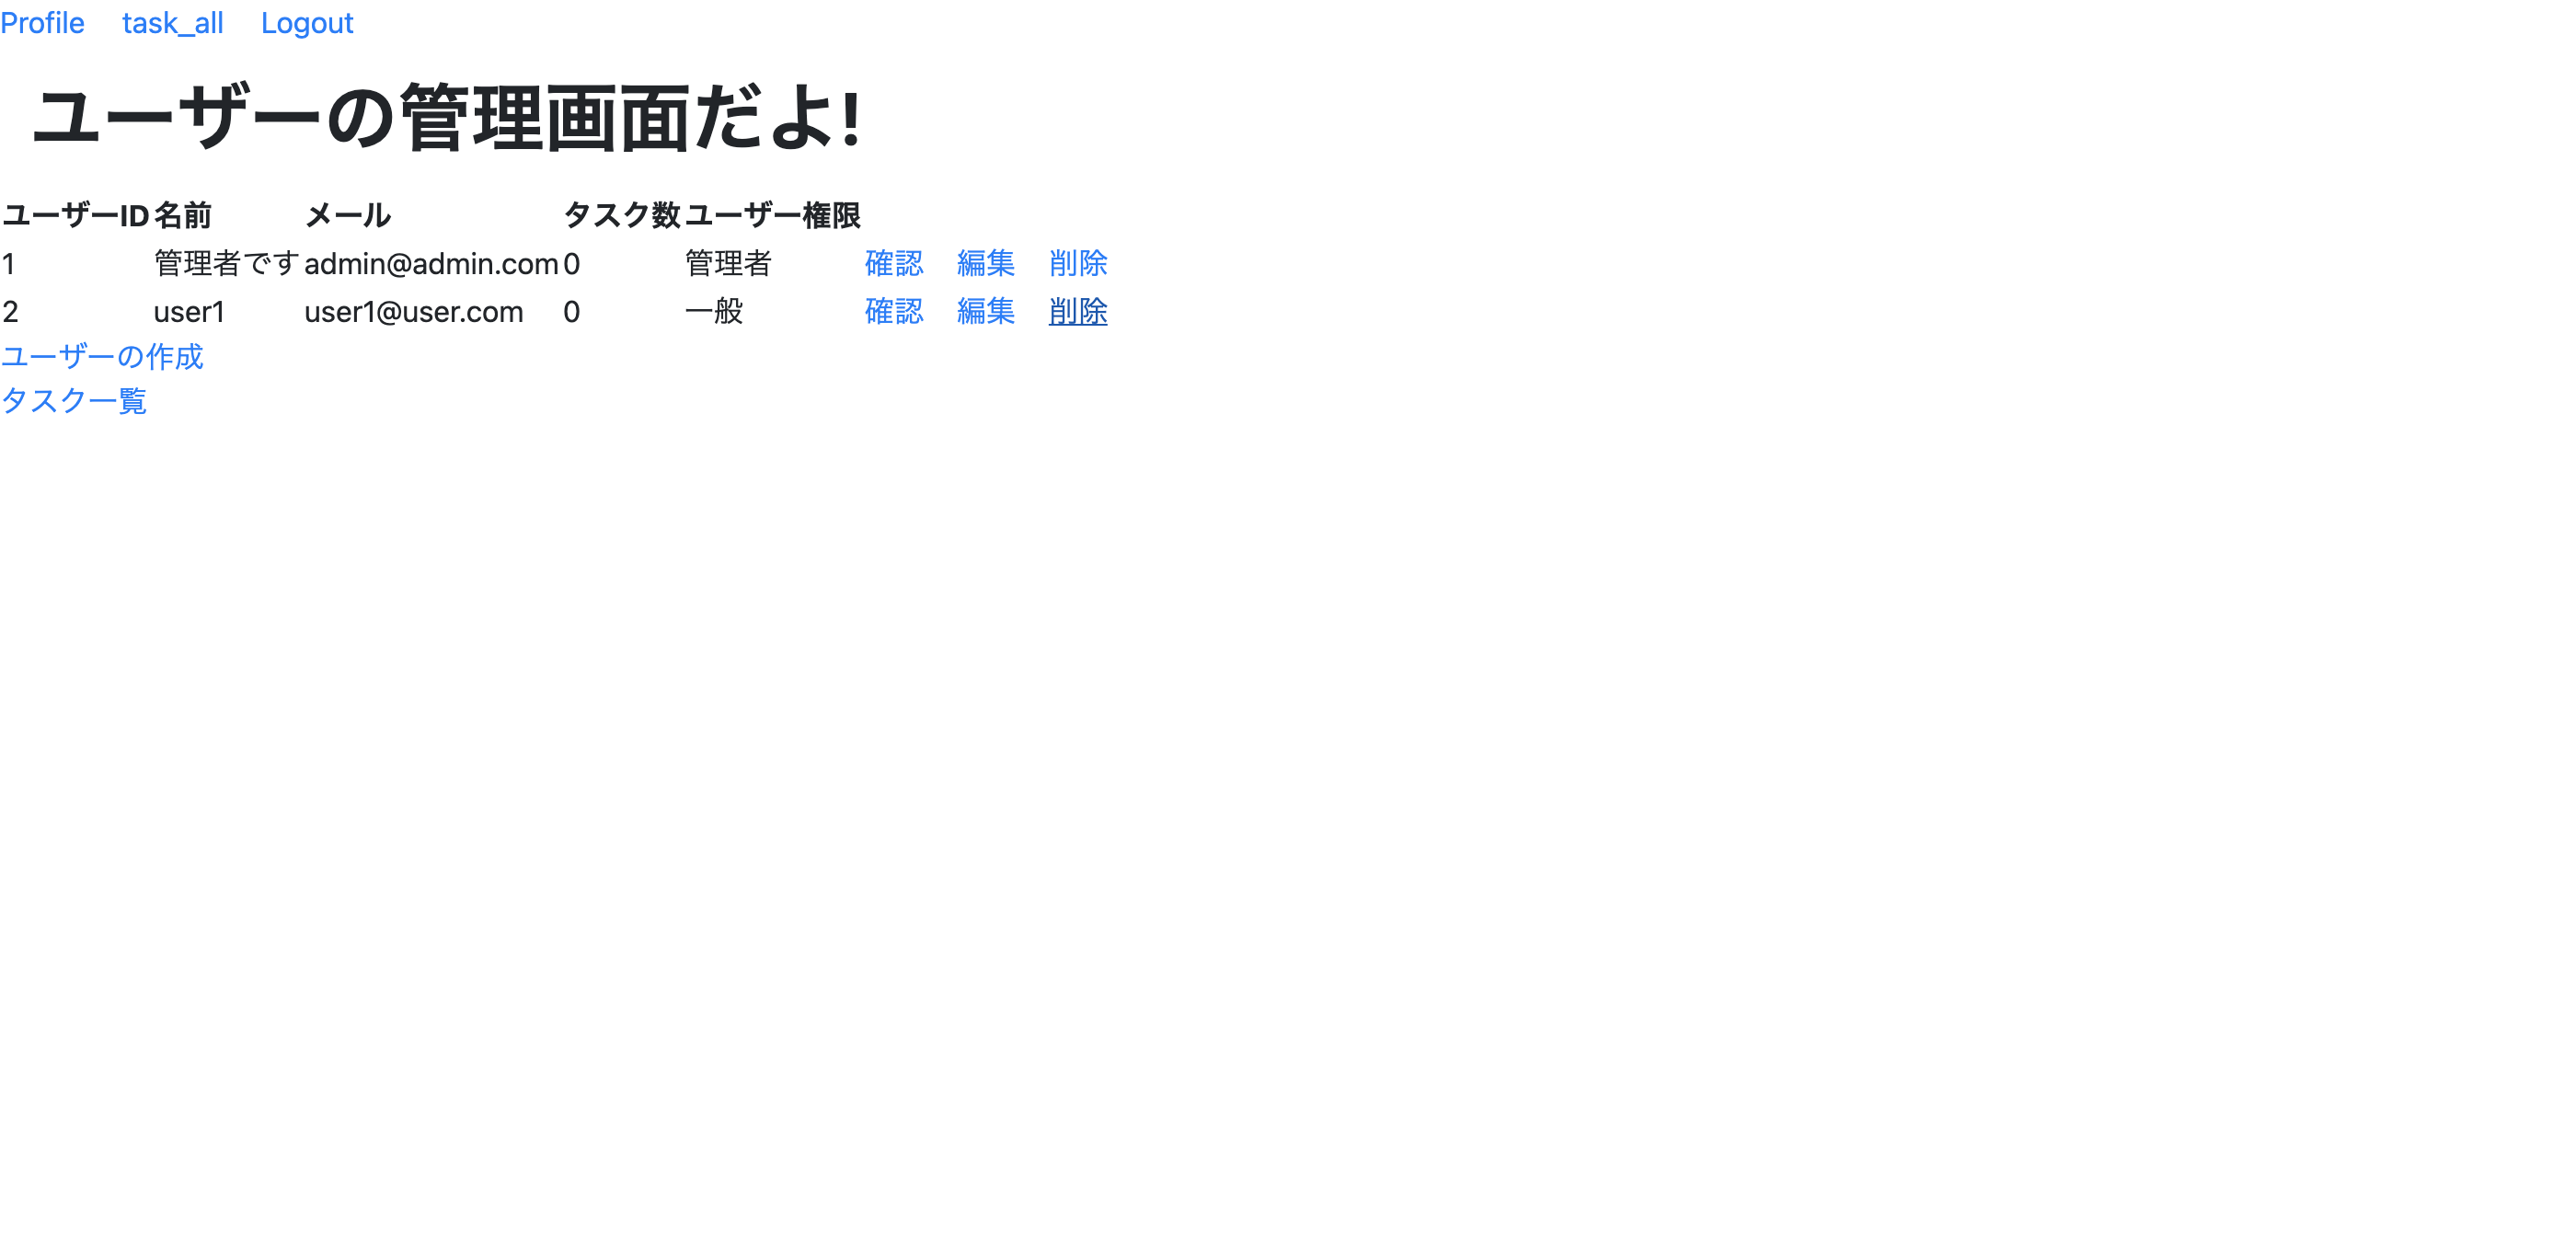 Profile task_all Logout
ユーザーの管理画面だよ!
ユーザーID 名前 メール タスク数 ユーザー権限
1 管理者です admin@admin.com 0 管理者 確認 編集 削除
2 user1 user1@user.com 0 一般 確認 編集 削除
ユーザーの作成
タスク一覧